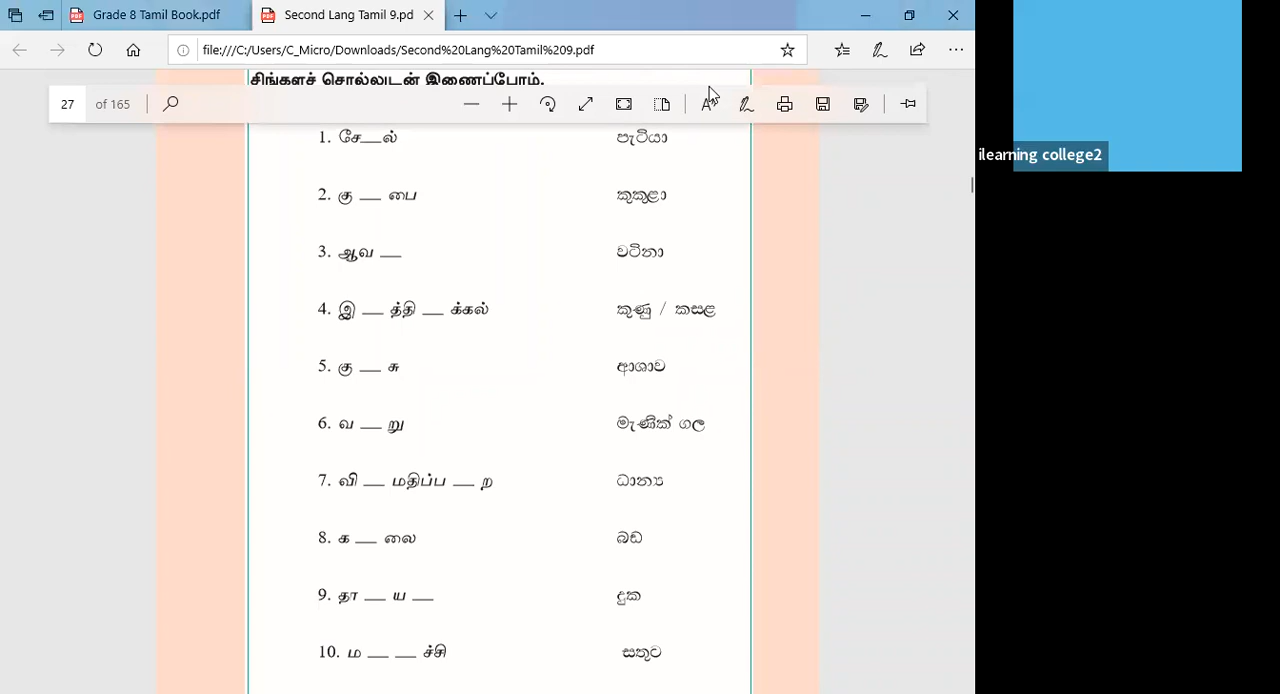 Grade 8 Tamil Book.pdf
Second Lang Tamil 9.pd
file:///C:/Users/C_Micro/Downloads/Second%20Lang%20Tamil%209.pdf
சிங்களச் சொல்லுடன் இணைப்போம்.
27 of 165
ilearning college2
1. சே__ல் පැටියා
2. கு __ பை කුකුළා
3. ஆவ __ වටිනා
4. இ __ த்தி __ க்கல் කුණු / කසළ
5. கு __ சு ආශාව
6. வ __ று මැණික් ගල
7. வி __ மதிப்ப __ ற ධාන්‍ය
8. க __ லை බඩ
9. தா __ ய __ දුක
10. ம __ __ ச்சி සතුට